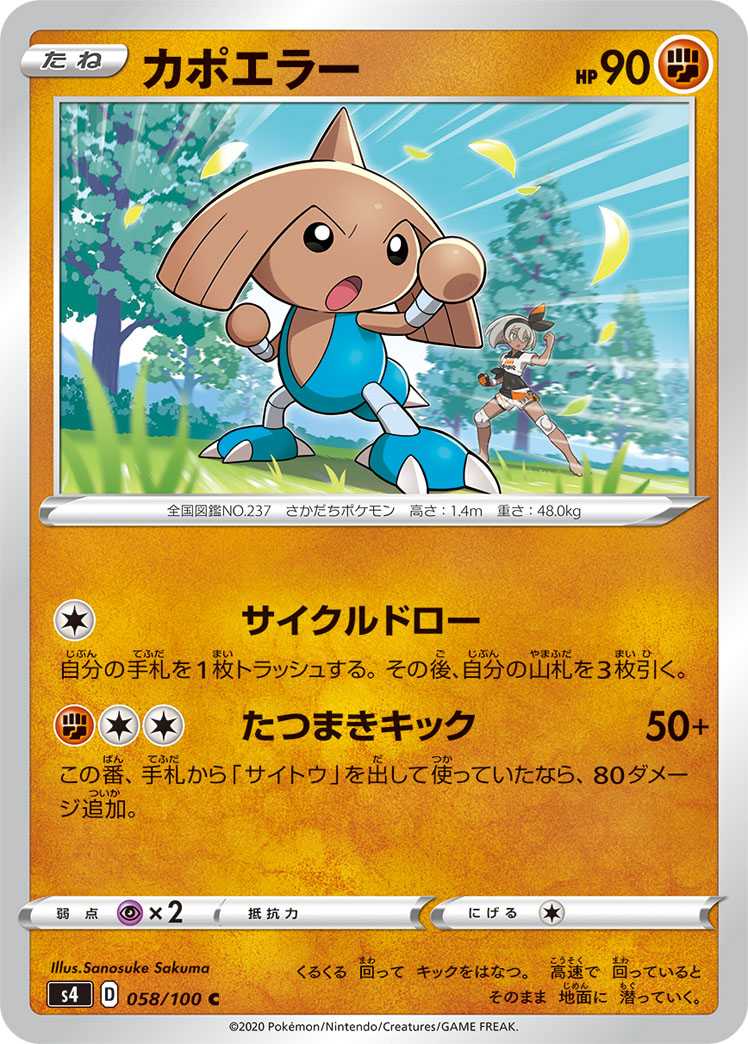 たね カポエラー HP90
全国図鑑NO.237 さかだちポケモン 高さ:1.4m 重さ:48.0kg
サイクルドロー
自分の手札を1枚トラッシュする。その後、自分の山札を3枚引く。
たつまきキック 50+
この番、手札から「サイトウ」を出して使っていたなら、80ダメー
ジ追加。
弱点 ×2 抵抗力 にげる
Illus.Sanosuke Sakuma
くるくる 回って キックをはなつ。 高速で 回っていると
そのまま 地面に 潜っていく。
s4 D 058/100 C
©2020 Pokémon/Nintendo/Creatures/GAME FREAK.